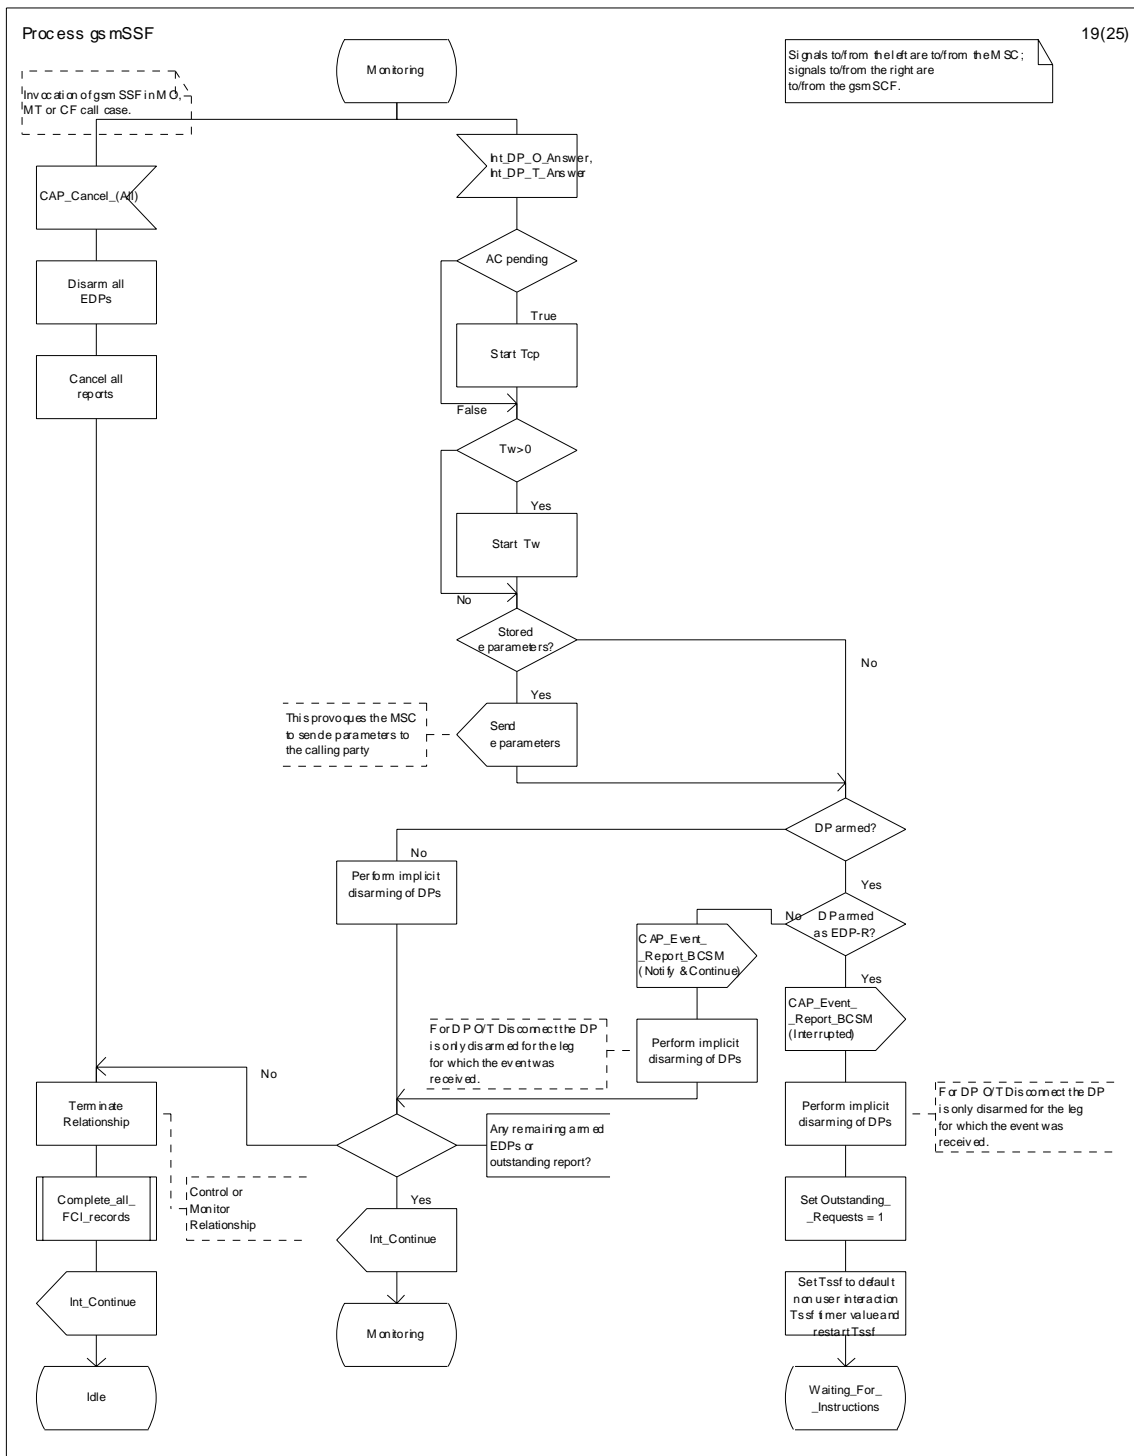 Process gsmSSF
19(25)
Invocation of gsmSSF in MO,
MT or CF call case.
Monitoring
Signals to/from the left are to/from the MSC;
signals to/from the right are
to/from the gsmSCF.
CAP_Cancel_(All)
Int_DP_O_Answer,
Int_DP_T_Answer
Disarm all
EDPs
AC pending
True
Cancel all
reports
Start Tcp
False
Tw>0
Yes
Start Tw
No
Stored
e parameters?
No
Yes
This provoques the MSC
to send e parameters to
the calling party
Send
e parameters
DP armed?
No
Yes
Perform implicit
disarming of DPs
No
DP armed
as EDP-R?
CAP_Event_
_Report_BCSM
(Notify & Continue)
Yes
CAP_Event_
_Report_BCSM
(Interrupted)
For DP O/T Disconnect the DP
is only disarmed for the leg
for which the event was
received.
Perform implicit
disarming of DPs
No
Terminate
Relationship
Any remaining armed
EDPs or
outstanding report?
Perform implicit
disarming of DPs
For DP O/T Disconnect the DP
is only disarmed for the leg
for which the event was
received.
Complete_all_
_FCI_records
Control or
Monitor
Relationship
Yes
Int_Continue
Set Outstanding_
_Requests = 1
Int_Continue
Monitoring
Set Tssf to default
non user interaction
Tssf timer value and
restart Tssf
Idle
Waiting_For_
_Instructions